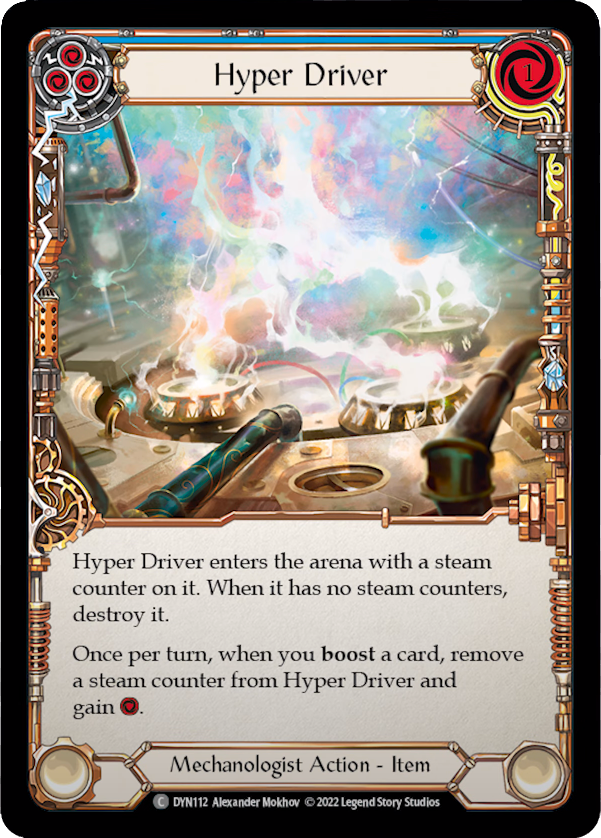 Hyper Driver
1
Hyper Driver enters the arena with a steam
counter on it. When it has no steam counters,
destroy it.
Once per turn, when you boost a card, remove
a steam counter from Hyper Driver and
gain .
Mechanologist Action - Item
C DYN112 Alexander Mokhov © 2022 Legend Story Studios